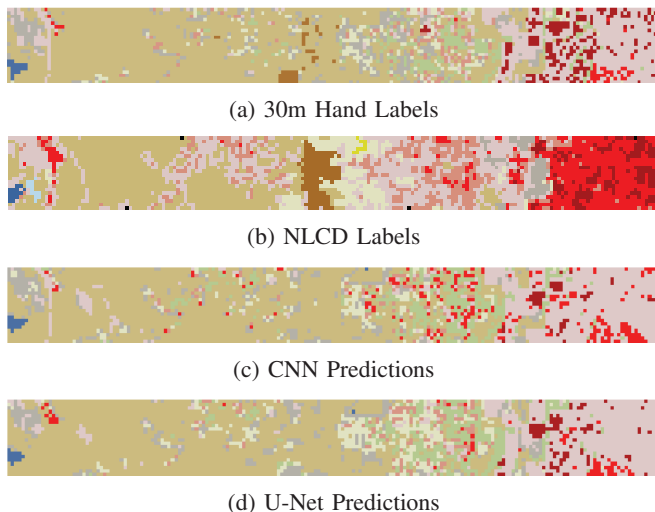 (a) 30m Hand Labels
(b) NLCD Labels
(c) CNN Predictions
(d) U-Net Predictions